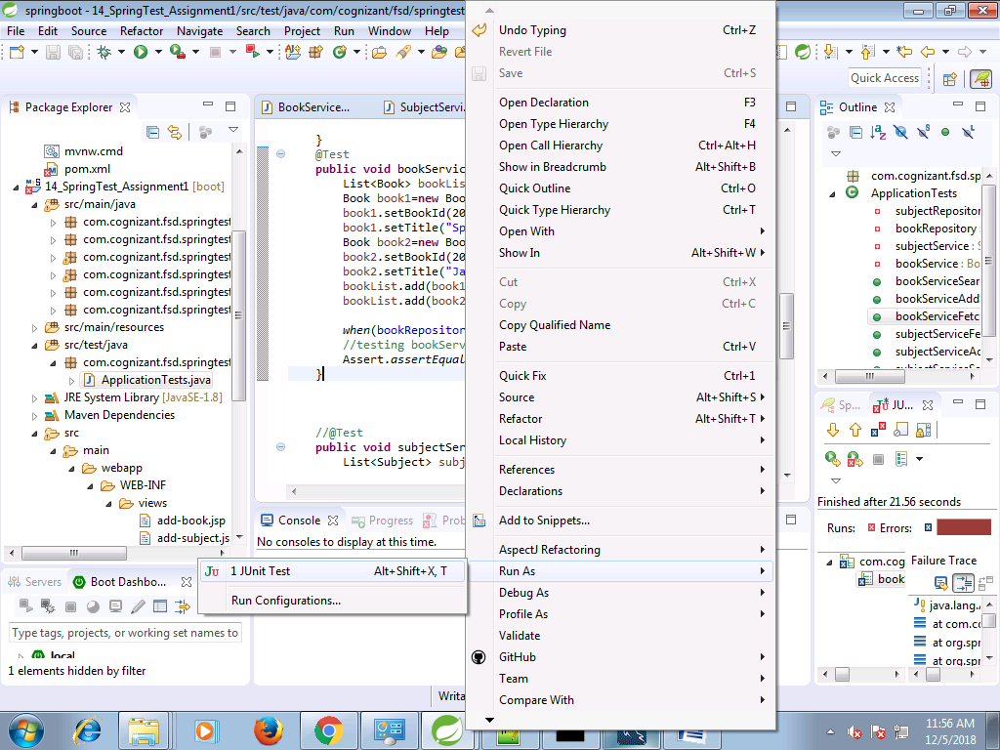 springboot - 14_SpringTest_Assignment1/src/test/java/com/cognizant/fsd/springtest
File Edit Source Refactor Navigate Search Project Run Window Help
Quick Access
Package Explorer
mvnw.cmd
pom.xml
14_SpringTest_Assignment1 [boot]
src/main/java
com.cognizant.fsd.springtest
com.cognizant.fsd.springtest
com.cognizant.fsd.springtest
com.cognizant.fsd.springtest
com.cognizant.fsd.springtest
com.cognizant.fsd.springtest
src/main/resources
src/test/java
com.cognizant.fsd.springtest
ApplicationTests.java
JRE System Library [JavaSE-1.8]
Maven Dependencies
src
main
webapp
WEB-INF
views
add-book.jsp
add-subject.js
Servers Boot Dashbo...
Type tags, projects, or working set names to
local
1 elements hidden by filter
BookService... SubjectServi
}
@Test
public void bookServic
List<Book> bookLis
Book book1=new Boo
book1.setBookId(20
book1.setTitle("Sp
Book book2=new Boo
book2.setBookId(20
book2.setTitle("Ja
bookList.add(book1
bookList.add(book2
when(bookRepositor
//testing bookServ
Assert.assertEqual
}
//@Test
public void subjectSer
List<Subject> subj
Console Progress Prob
No consoles to display at this time.
Writa
Undo Typing Ctrl+Z
Revert File
Save Ctrl+S
Open Declaration F3
Open Type Hierarchy F4
Open Call Hierarchy Ctrl+Alt+H
Show in Breadcrumb Alt+Shift+B
Quick Outline Ctrl+O
Quick Type Hierarchy Ctrl+T
Open With
Show In Alt+Shift+W
Cut Ctrl+X
Copy Ctrl+C
Copy Qualified Name
Paste Ctrl+V
Quick Fix Ctrl+1
Source Alt+Shift+S
Refactor Alt+Shift+T
Local History
References
Declarations
Add to Snippets...
AspectJ Refactoring
Run As
Debug As
Profile As
Validate
GitHub
Team
Compare With
1 JUnit Test Alt+Shift+X, T
Run Configurations...
Outline
com.cognizant.fsd.sp
ApplicationTests
subjectRepositor
bookRepository
subjectService : S
bookService : Bo
bookServiceSear
bookServiceAdd
bookServiceFetc
subjectServiceFe
subjectServiceAc
subjectServiceSe
Sp... JU...
Finished after 21.56 seconds
Runs: Errors:
com.cog
book
Failure Trace
java.lang.
at com.co
at org.spr
at org.spr
at org.spr
11:56 AM
12/5/2018